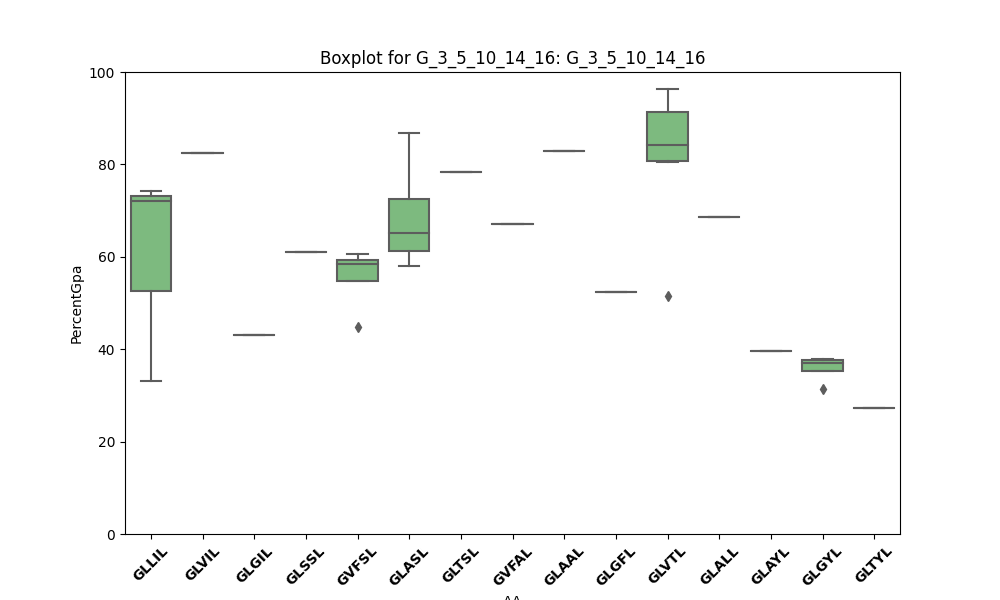 Boxplot for G_3_5_10_14_16: G_3_5_10_14_16
100
80
60
40
20
0
PercentGpa
GLLIL GLVIL GLGIL GLSSL GVFSL GLASL GLTSL GVFAL GLAAL GLGFL GLVTL GLALL GLAYL GLGYL GLTYL
AA